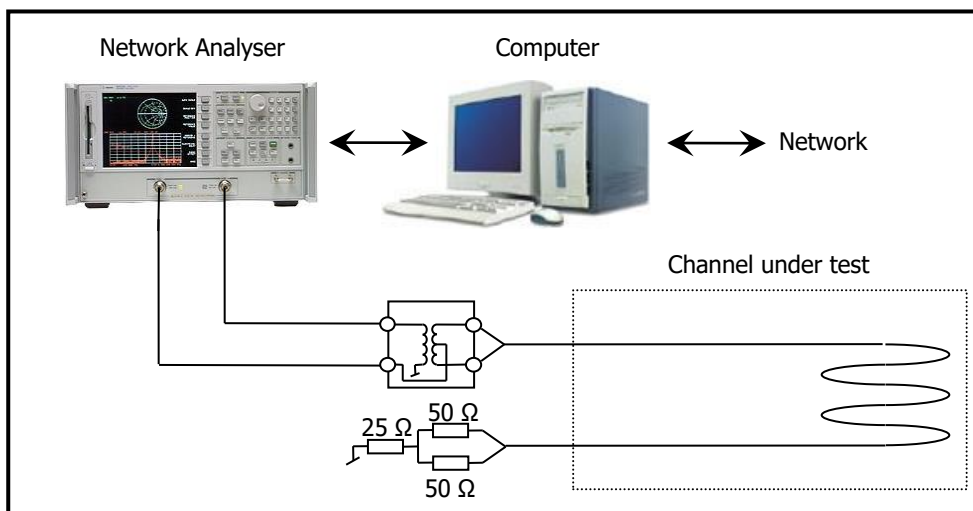 Network Analyser
Computer
Network
Channel under test
50 Ω
25 Ω
50 Ω